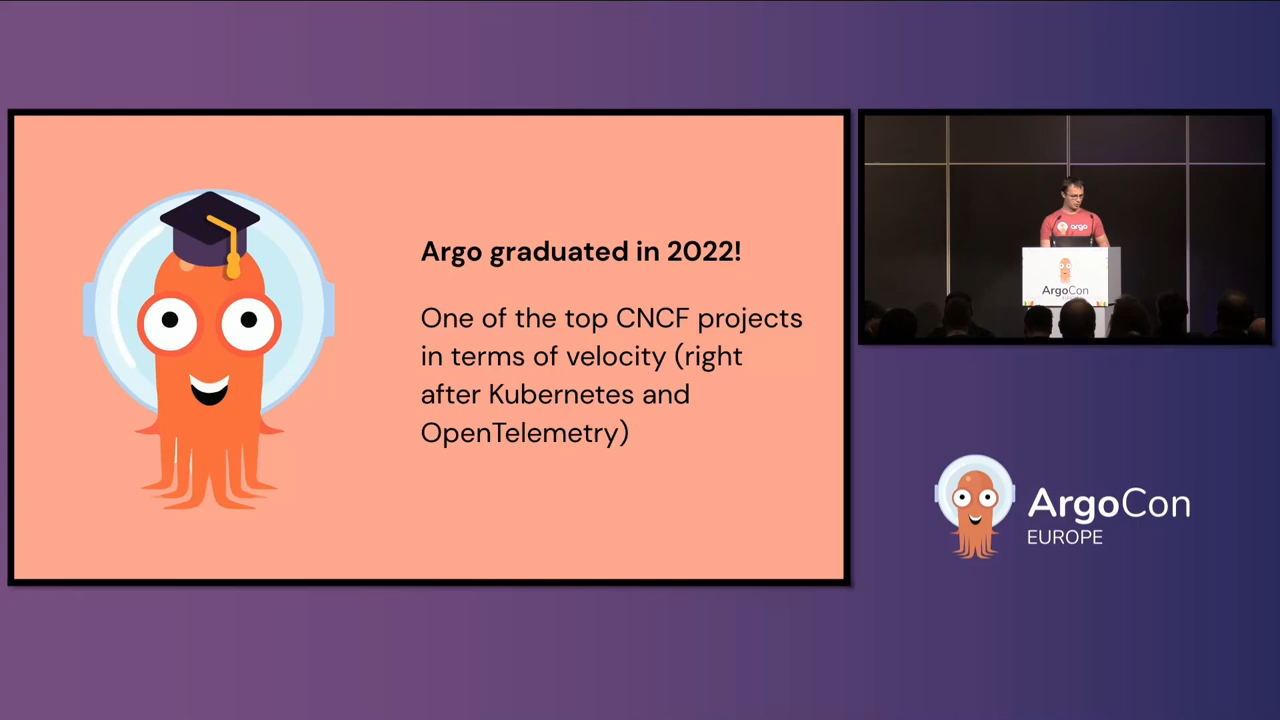 Argo graduated in 2022!
One of the top CNCF projects
in terms of velocity (right
after Kubernetes and
OpenTelemetry)
argo
ArgoCon
ArgoCon
EUROPE